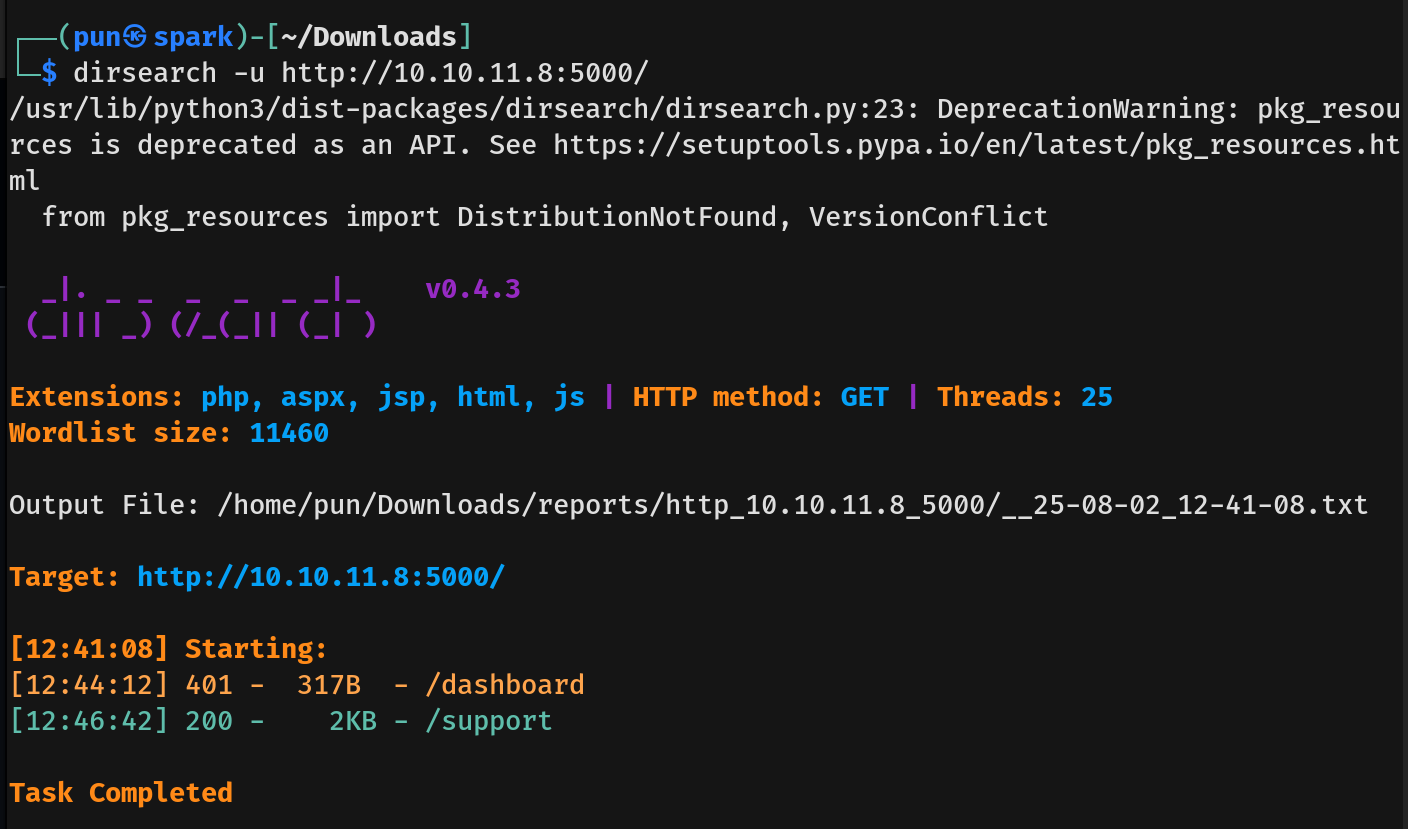 ┌──(pun㉿spark)-[~/Downloads]
└─$ dirsearch -u http://10.10.11.8:5000/
/usr/lib/python3/dist-packages/dirsearch/dirsearch.py:23: DeprecationWarning: pkg_resou
rces is deprecated as an API. See https://setuptools.pypa.io/en/latest/pkg_resources.ht
ml
  from pkg_resources import DistributionNotFound, VersionConflict
  _|. _ _  _  _  _ _|_    v0.4.3
 (_||| _) (/_(_|| (_| )
Extensions: php, aspx, jsp, html, js | HTTP method: GET | Threads: 25
Wordlist size: 11460
Output File: /home/pun/Downloads/reports/http_10.10.11.8_5000/__25-08-02_12-41-08.txt
Target: http://10.10.11.8:5000/
[12:41:08] Starting:
[12:44:12] 401 -  317B  - /dashboard
[12:46:42] 200 -    2KB - /support
Task Completed